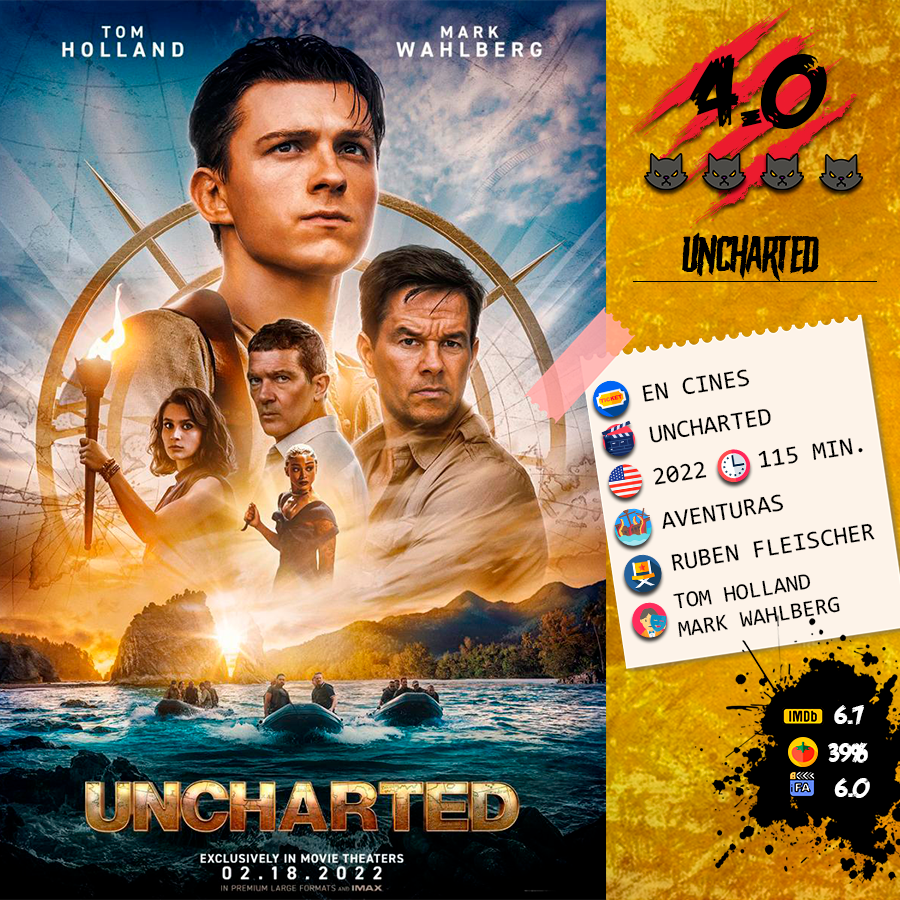 TOM
HOLLAND
MARK
WAHLBERG
UNCHARTED
EXCLUSIVELY IN MOVIE THEATERS
02.18.2022
IN PREMIUM LARGE FORMATS AND IMAX
4.0
UNCHARTED
TICKET
EN CINES
UNCHARTED
2022 115 MIN.
AVENTURAS
RUBEN FLEISCHER
TOM HOLLAND
MARK WAHLBERG
IMDb 6.7
39%
FA 6.0